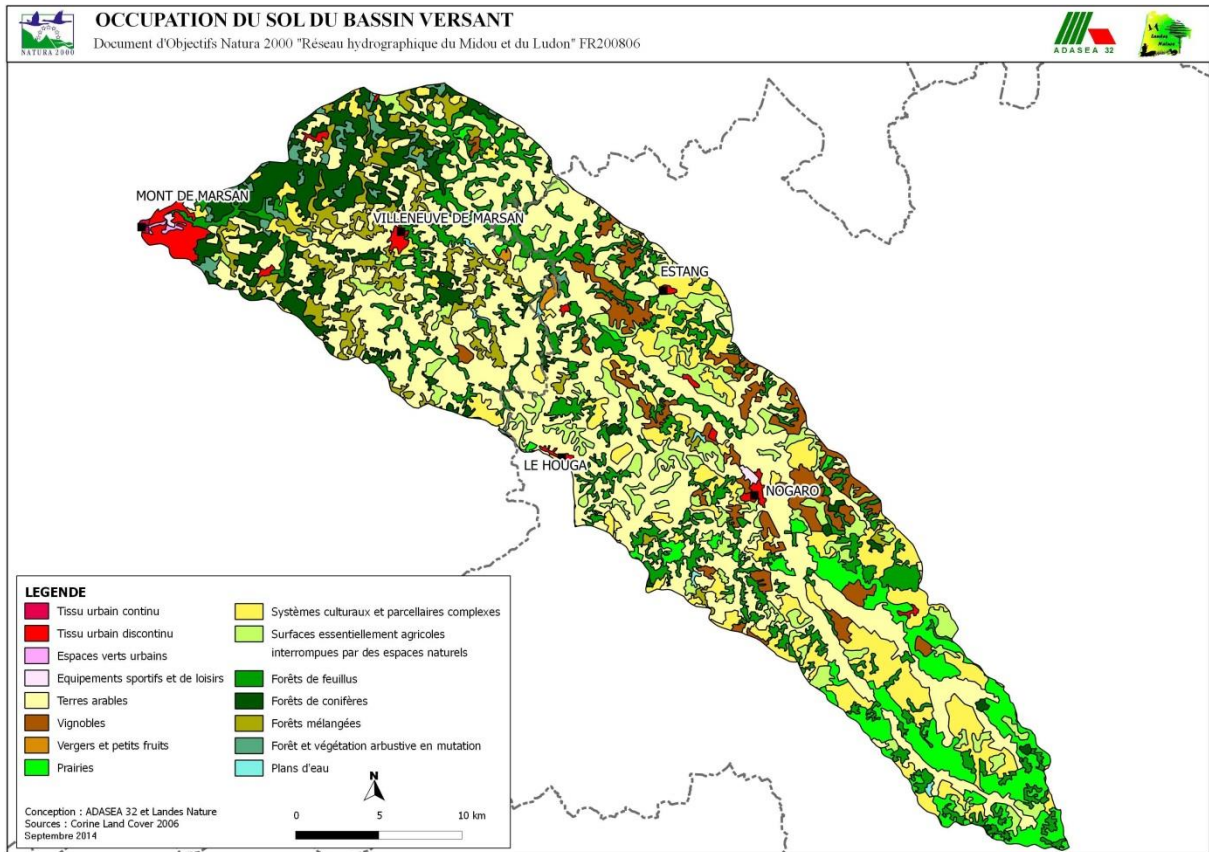 OCCUPATION DU SOL DU BASSIN VERSANT
Document d'Objectifs Natura 2000 "Réseau hydrographique du Midou et du Ludon" FR200806
NATURA 2000
ADASEA 32
Landes
Nature
MONT DE MARSAN
VILLENEUVE DE MARSAN
ESTANG
LE HOUGA
NOGARO
LEGENDE
Tissu urbain continu
Tissu urbain discontinu
Espaces verts urbains
Equipements sportifs et de loisirs
Terres arables
Vignobles
Vergers et petits fruits
Prairies
Systèmes culturaux et parcellaires complexes
Surfaces essentiellement agricoles
interrompues par des espaces naturels
Forêts de feuillus
Forêts de conifères
Forêts mélangées
Forêt et végétation arbustive en mutation
Plans d'eau
Conception : ADASEA 32 et Landes Nature
Sources : Corine Land Cover 2006
Septembre 2014
N
0 5 10 km